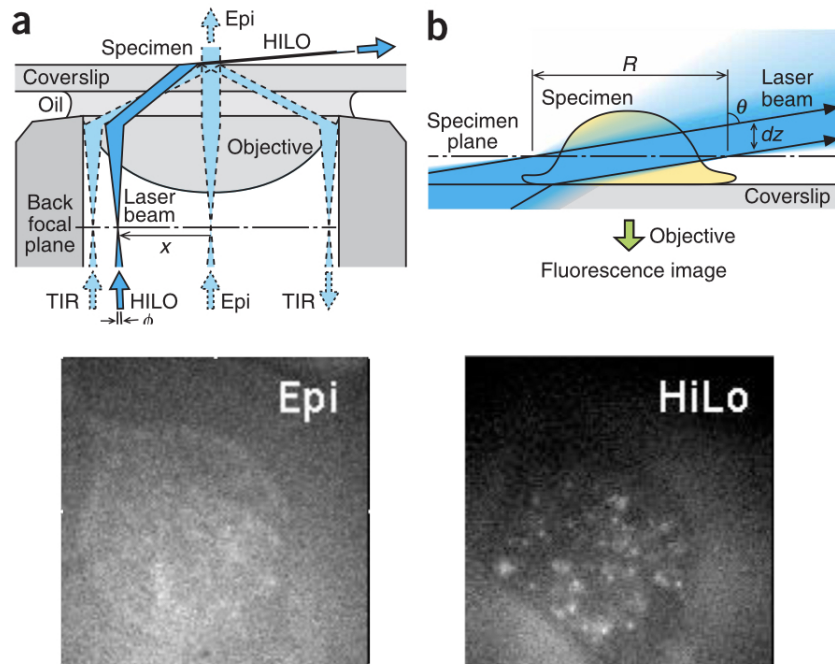 a
Epi
Specimen
HILO
Coverslip
Oil
Objective
Back
focal
plane
Laser
beam
x
TIR
HILO
Epi
TIR
ϕ
b
R
Laser
beam
θ
Specimen
Specimen
plane
dz
Coverslip
Objective
Fluorescence image
Epi
HiLo